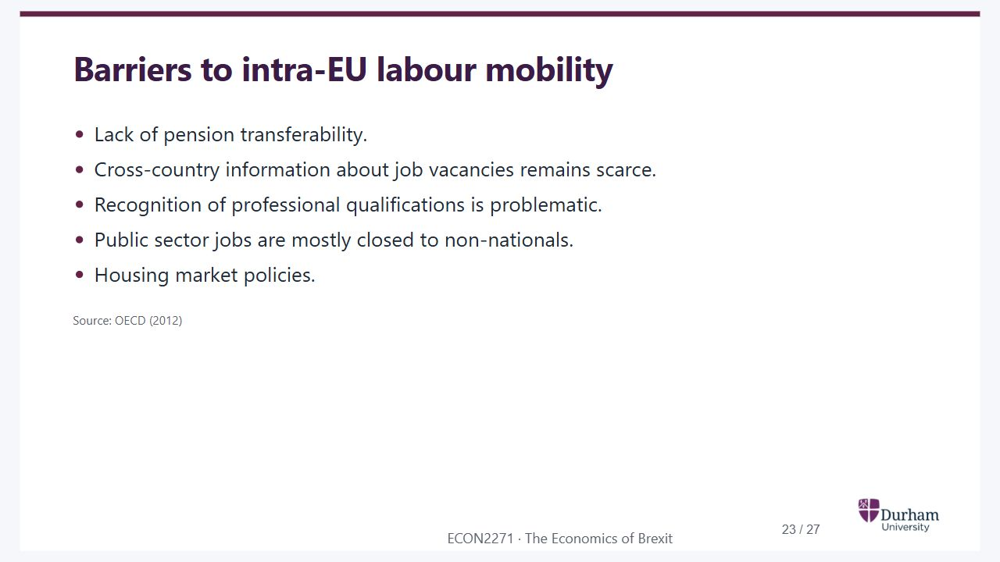 Barriers to intra-EU labour mobility
• Lack of pension transferability.
• Cross-country information about job vacancies remains scarce.
• Recognition of professional qualifications is problematic.
• Public sector jobs are mostly closed to non-nationals.
• Housing market policies.
Source: OECD (2012)
ECON2271 · The Economics of Brexit
23 / 27
Durham
University